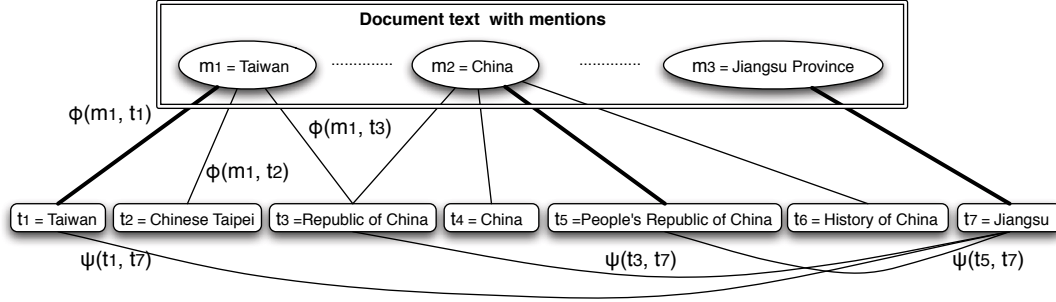 Document text with mentions
m1 = Taiwan
m2 = China
m3 = Jiangsu Province
ϕ(m1, t1)
ϕ(m1, t3)
ϕ(m1, t2)
t1 = Taiwan
t2 = Chinese Taipei
t3 =Republic of China
t4 = China
t5 =People's Republic of China
t6 = History of China
t7 = Jiangsu
ψ(t1, t7)
ψ(t3, t7)
ψ(t5, t7)